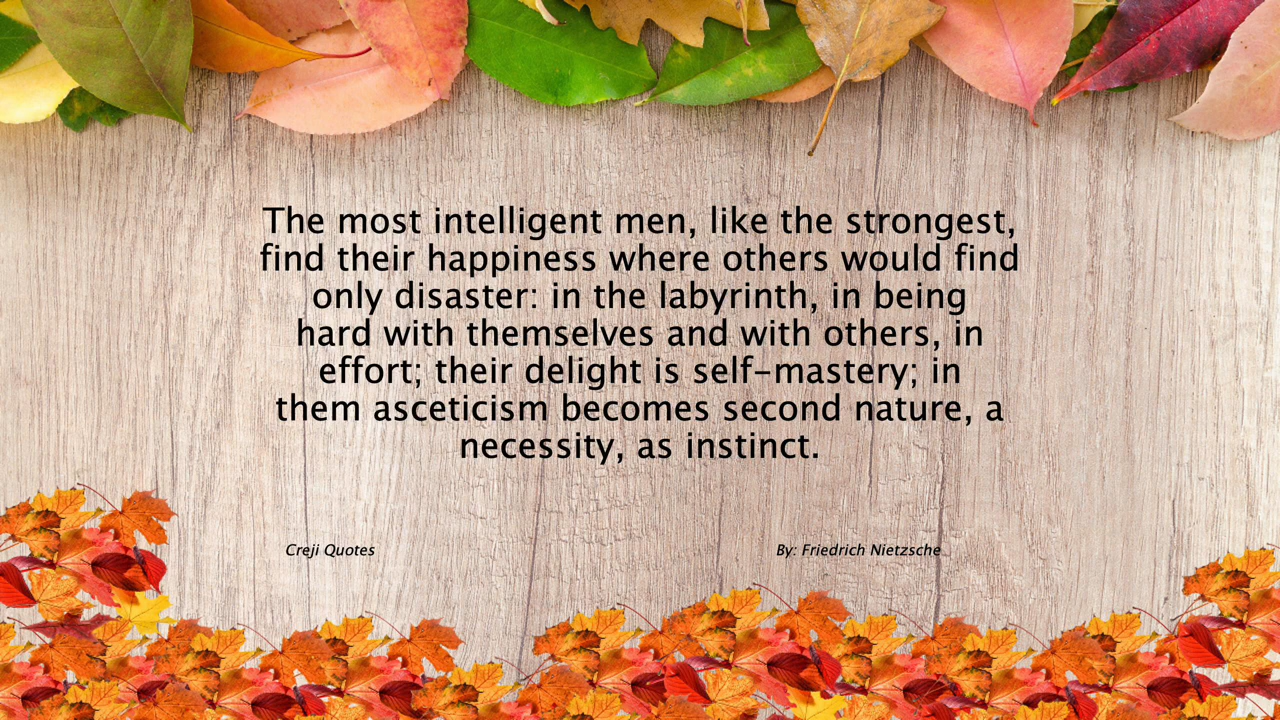 The most intelligent men, like the strongest,
find their happiness where others would find
only disaster: in the labyrinth, in being
hard with themselves and with others, in
effort; their delight is self-mastery; in
them asceticism becomes second nature, a
necessity, as instinct.
Creji Quotes
By: Friedrich Nietzsche